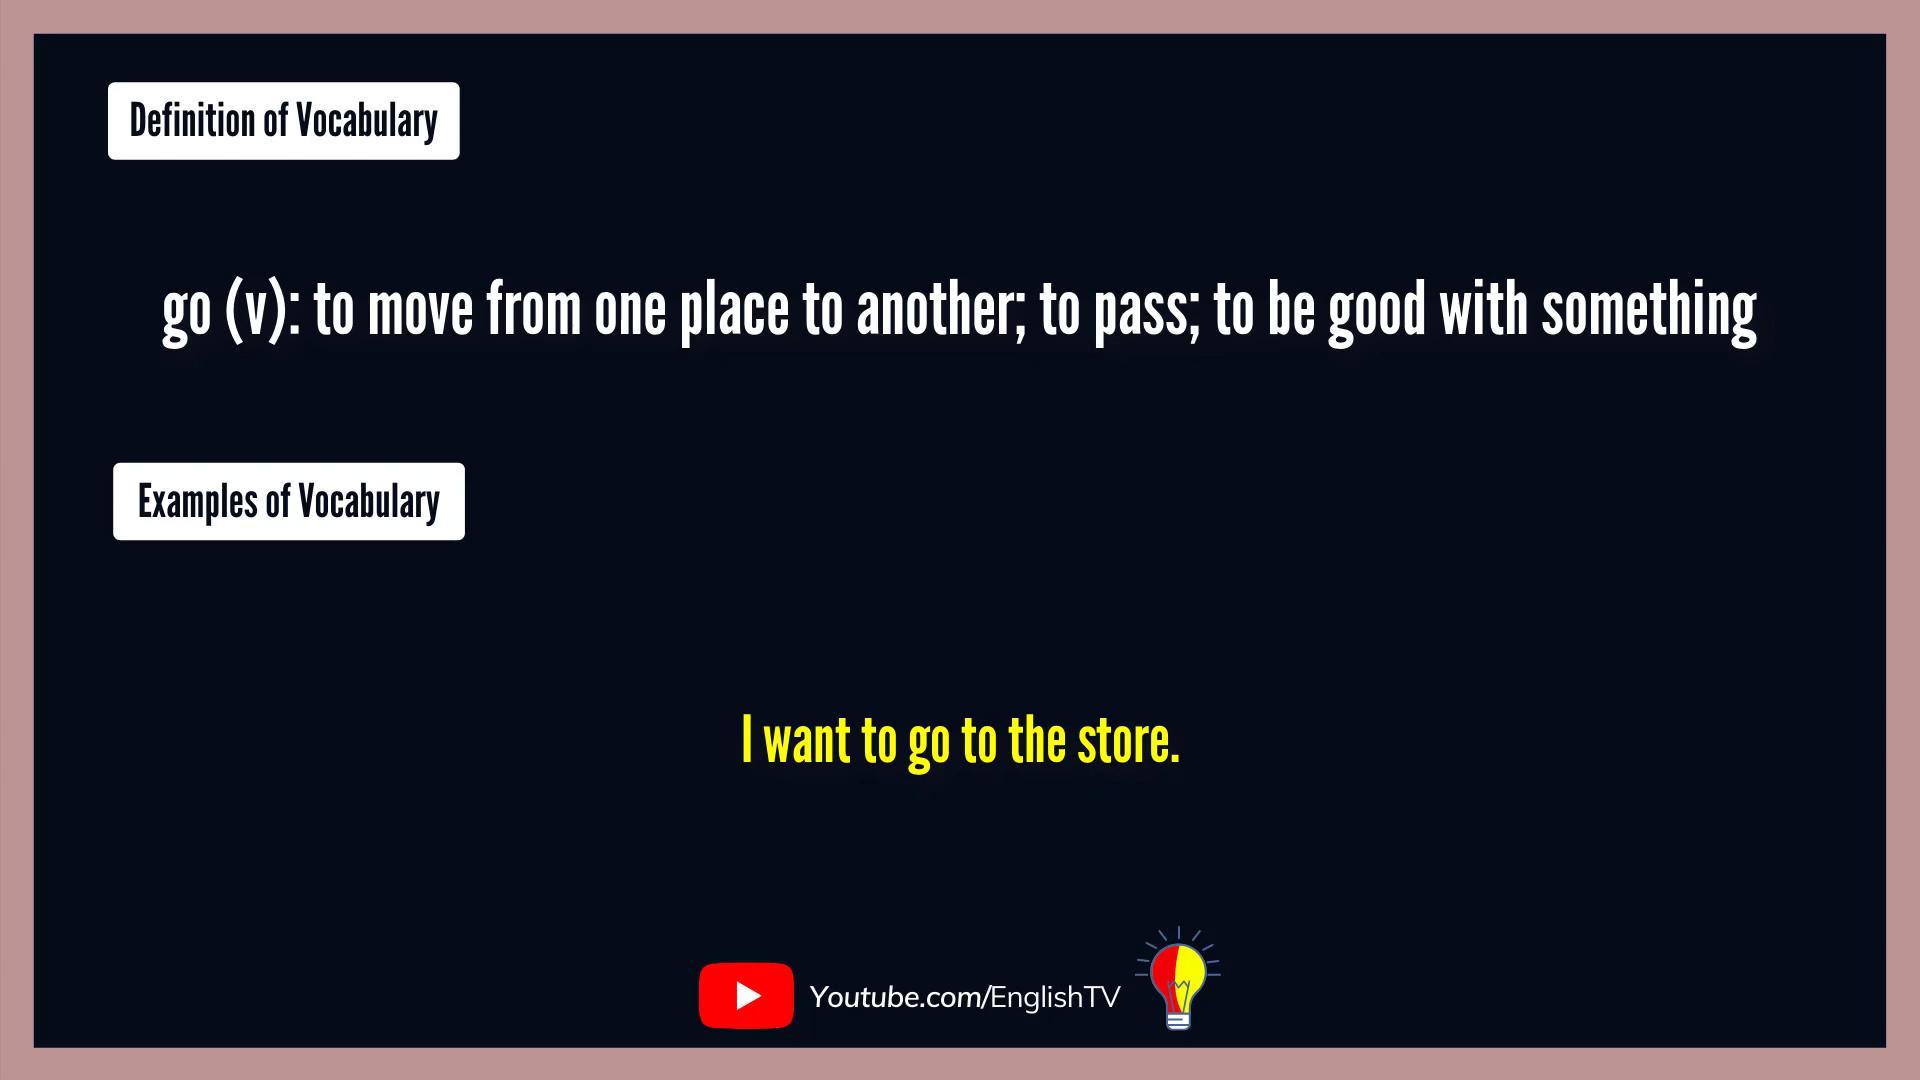 Definition of Vocabulary
go (v): to move from one place to another; to pass; to be good with something
Examples of Vocabulary
I want to go to the store.
Youtube.com/EnglishTV